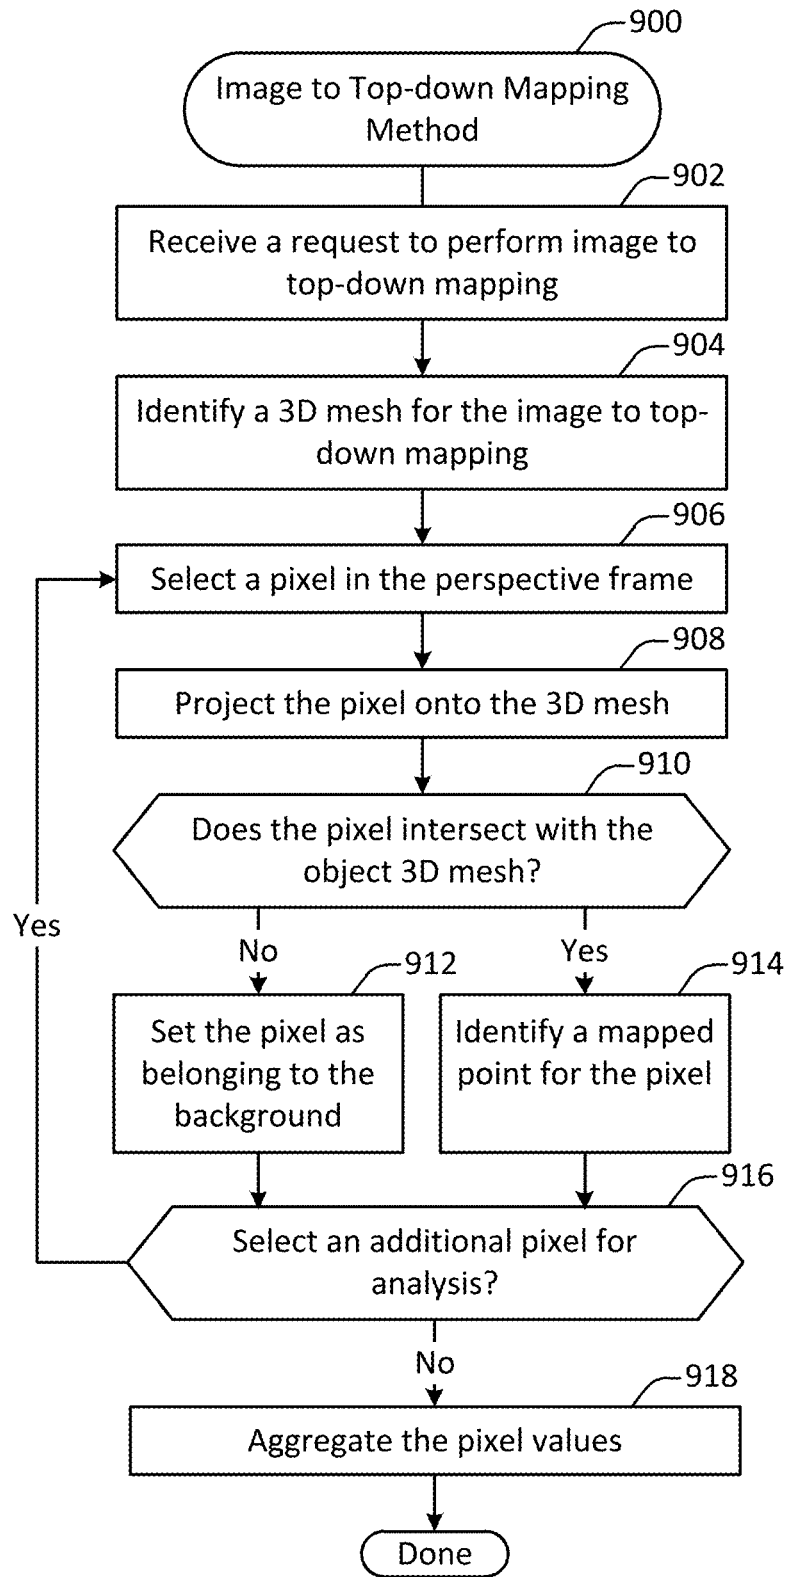 900
Image to Top-down Mapping
Method
902
Receive a request to perform image to
top-down mapping
904
Identify a 3D mesh for the image to top-
down mapping
906
Select a pixel in the perspective frame
908
Project the pixel onto the 3D mesh
910
Does the pixel intersect with the
object 3D mesh?
Yes
No
Yes
912
914
Set the pixel as
belonging to the
background
Identify a mapped
point for the pixel
916
Select an additional pixel for
analysis?
No
918
Aggregate the pixel values
Done